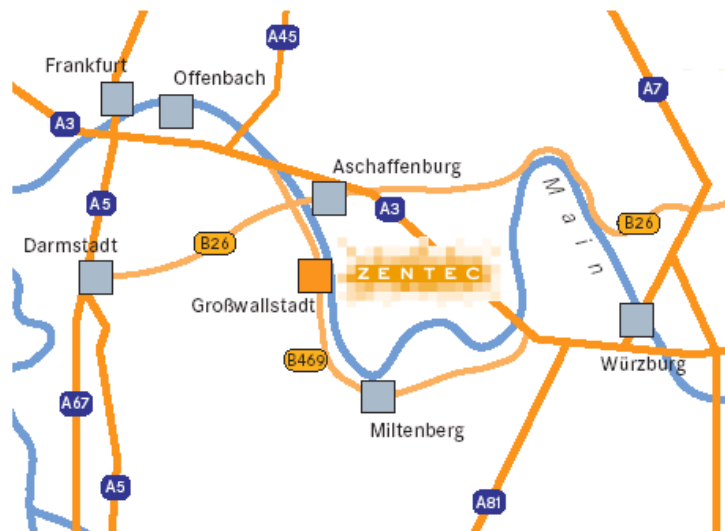 A45
Frankfurt
Offenbach
A7
A3
Aschaffenburg
Main
A5
A3
B26
Darmstadt
B26
ZENTEC
Großwallstadt
B469
Würzburg
A67
Miltenberg
A5
A81